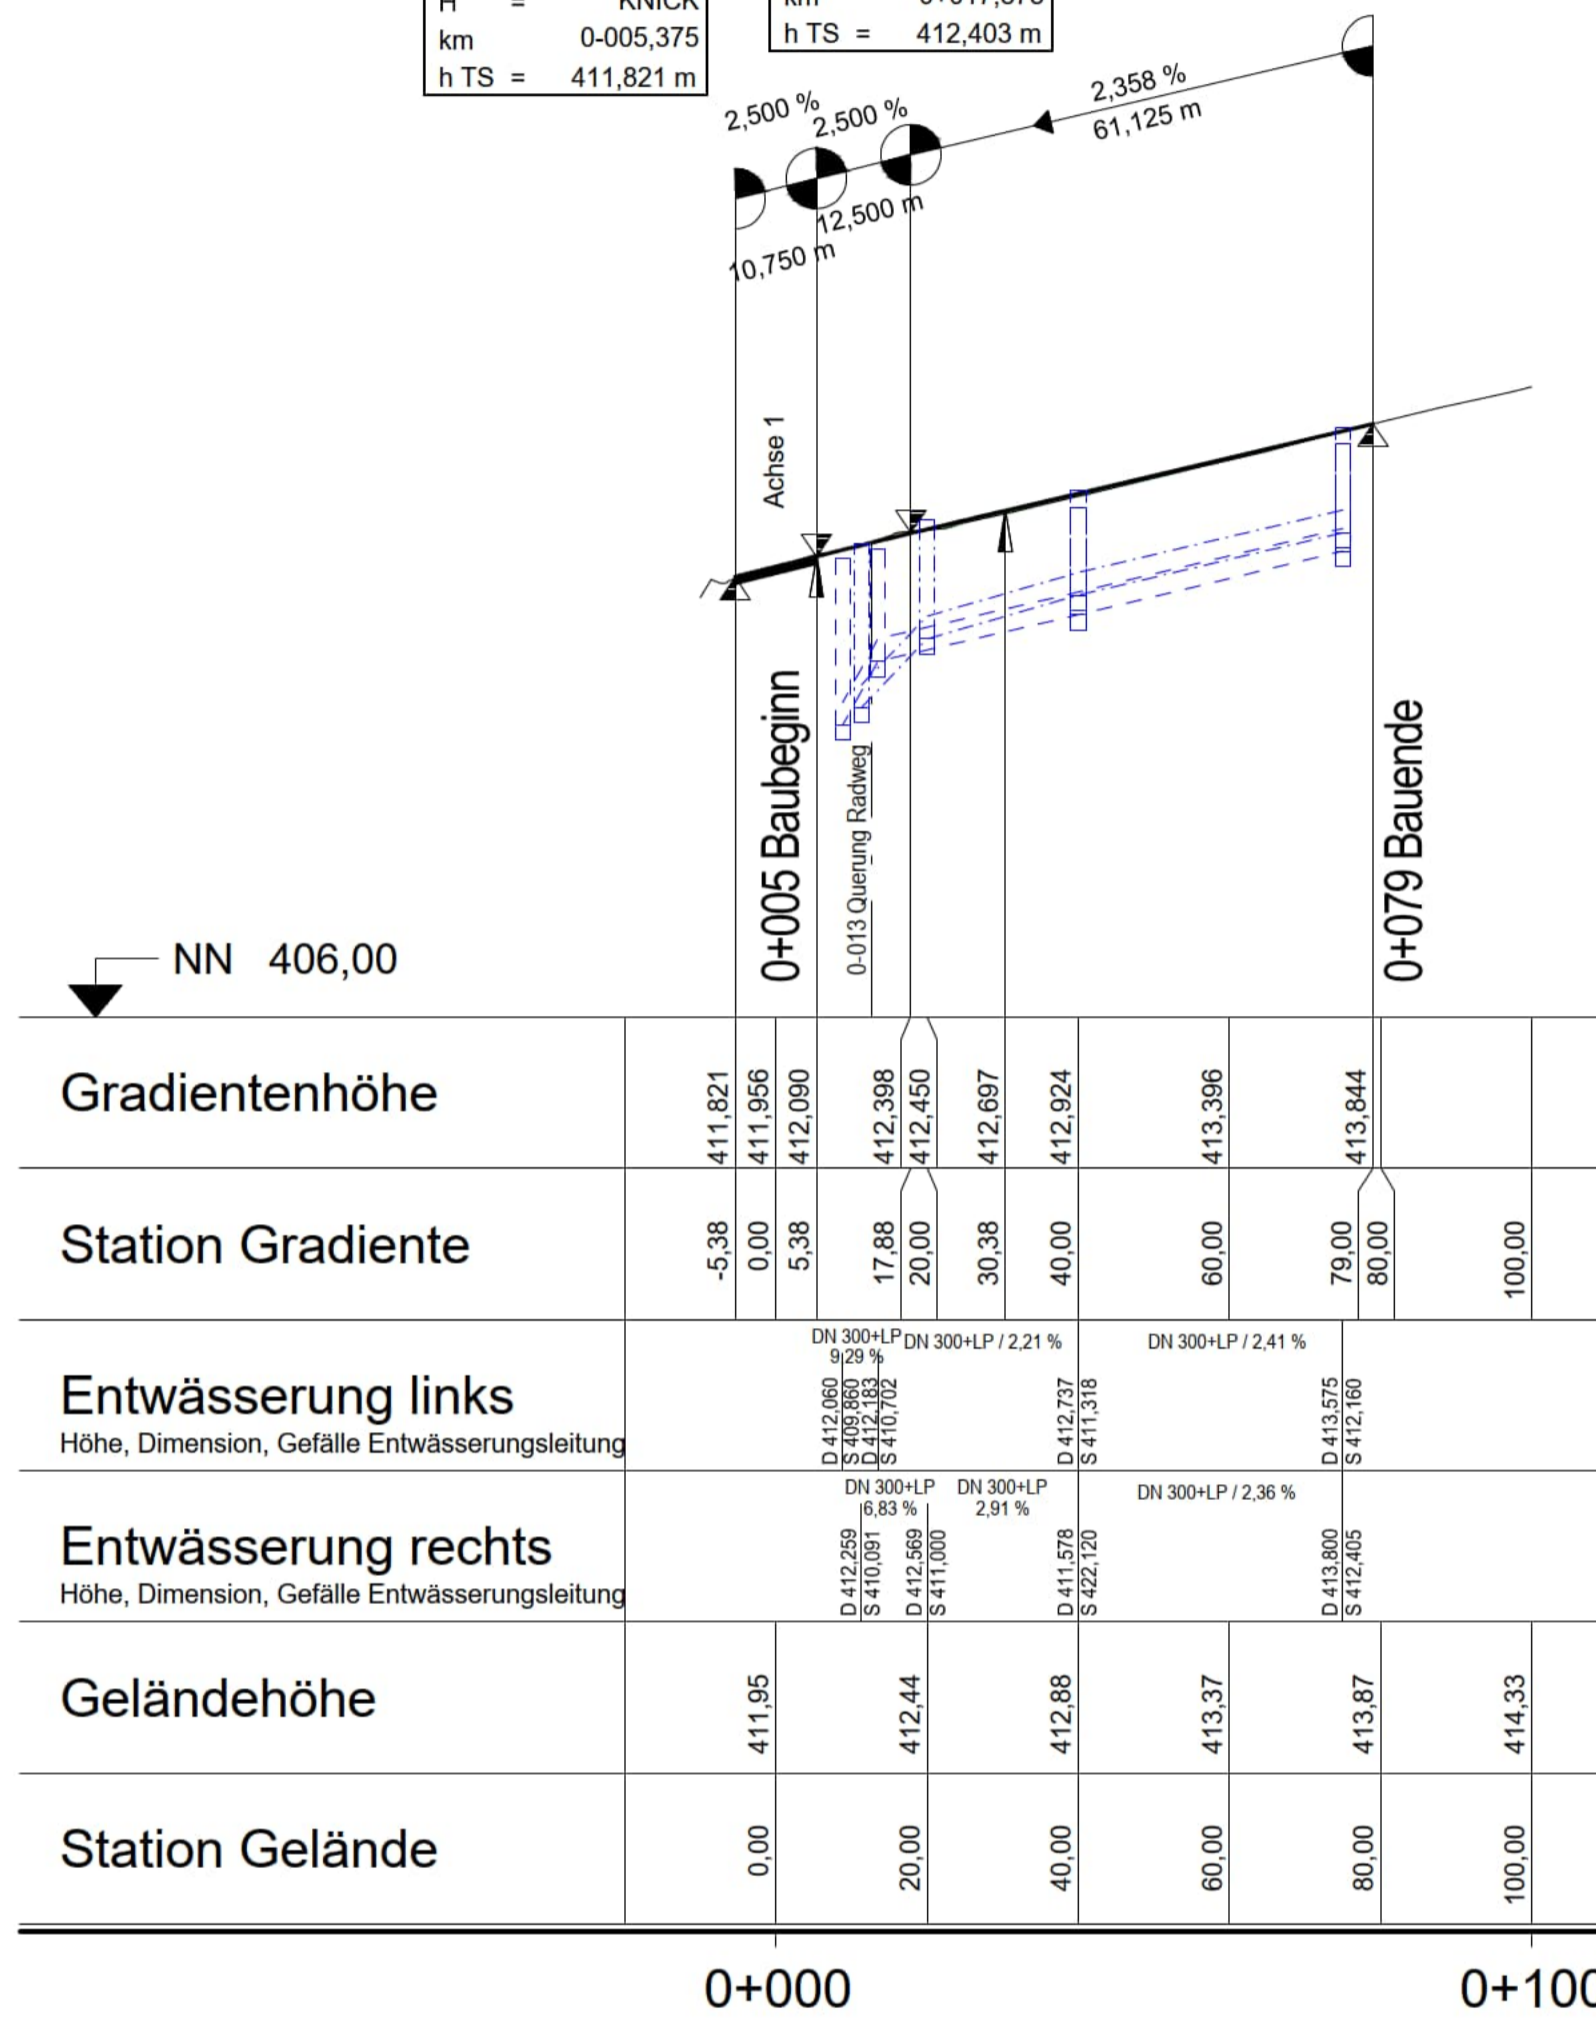 H = KNICK
km 0-005,375
h TS = 411,821 m
km 0+017,875
h TS = 412,403 m
2,500 %
2,500 %
2,358 %
61,125 m
12,500 m
10,750 m
Achse 1
0+005 Baubeginn
0-013 Querung Radweg
0+079 Bauende
NN 406,00
Gradientenhöhe
411,821 411,956 412,090 412,398 412,450 412,697 412,924 413,396 413,844
Station Gradiente
-5,38 0,00 5,38 17,88 20,00 30,38 40,00 60,00 79,00 80,00 100,00
DN 300+LP DN 300+LP / 2,21 % DN 300+LP / 2,41 %
9,29 %
Entwässerung links
Höhe, Dimension, Gefälle Entwässerungsleitung
D 412,060 S 409,860 D 412,183 S 410,702 D 412,737 S 411,318 D 413,575 S 412,160
DN 300+LP DN 300+LP DN 300+LP / 2,36 %
6,83 % 2,91 %
Entwässerung rechts
Höhe, Dimension, Gefälle Entwässerungsleitung
D 412,259 S 410,091 D 412,569 S 411,000 D 411,578 S 422,120 D 413,800 S 412,405
Geländehöhe
411,95 412,44 412,88 413,37 413,87 414,33
Station Gelände
0,00 20,00 40,00 60,00 80,00 100,00
0+000 0+100